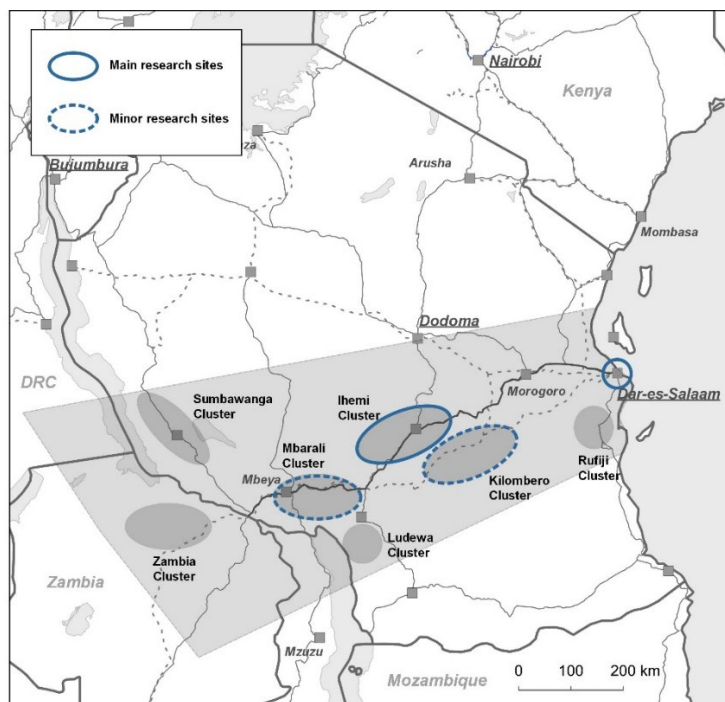 Main research sites
Minor research sites
Nairobi
Kenya
za
Bujumbura
Arusha
Mombasa
Dodoma
DRC
Sumbawanga
Cluster
Ihemi
Cluster
Morogoro
Dar-es-Salaam
Mbarali
Cluster
Mbeya
Kilombero
Cluster
Rufiji
Cluster
Zambia
Cluster
Ludewa
Cluster
Zambia
Mzuzu
Mozambique
0 100 200 km